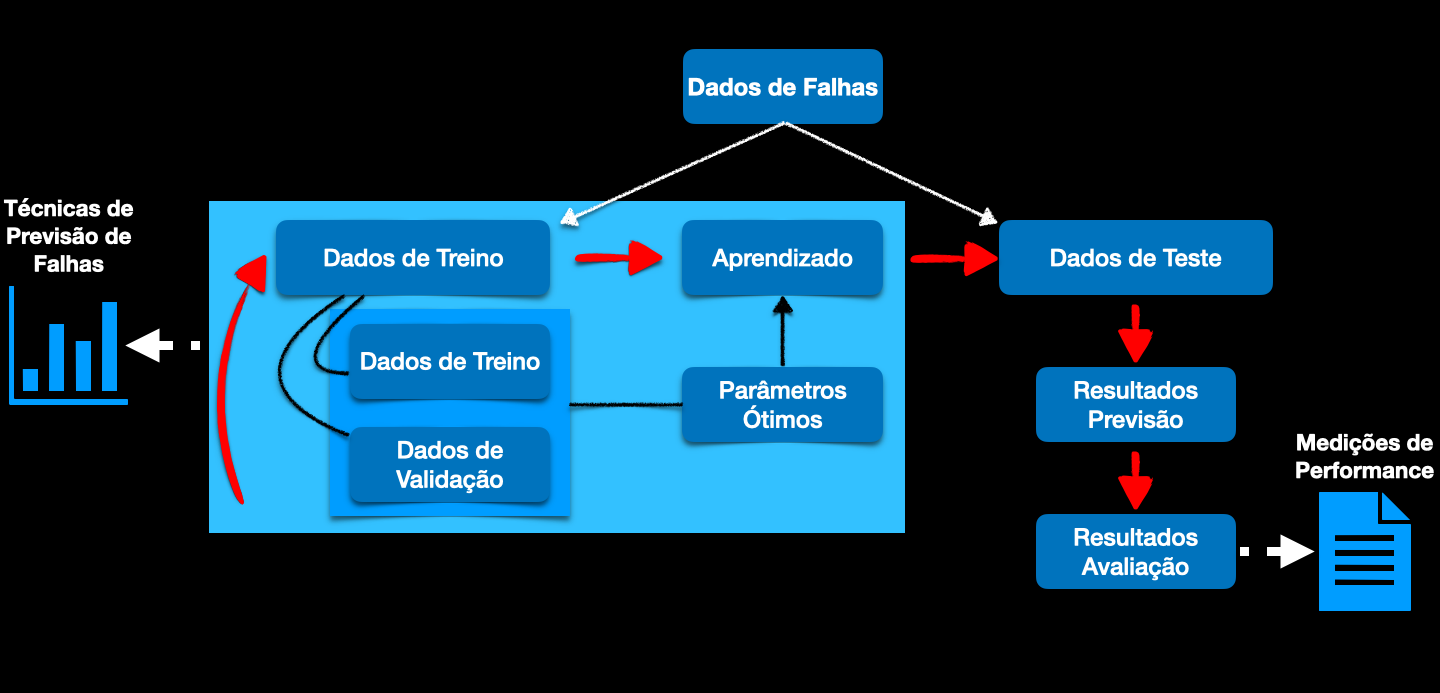 Dados de Falhas
Técnicas de
Previsão de
Falhas
Dados de Treino
Aprendizado
Dados de Teste
Dados de Treino
Parâmetros
Ótimos
Resultados
Previsão
Dados de
Validação
Medições de
Performance
Resultados
Avaliação